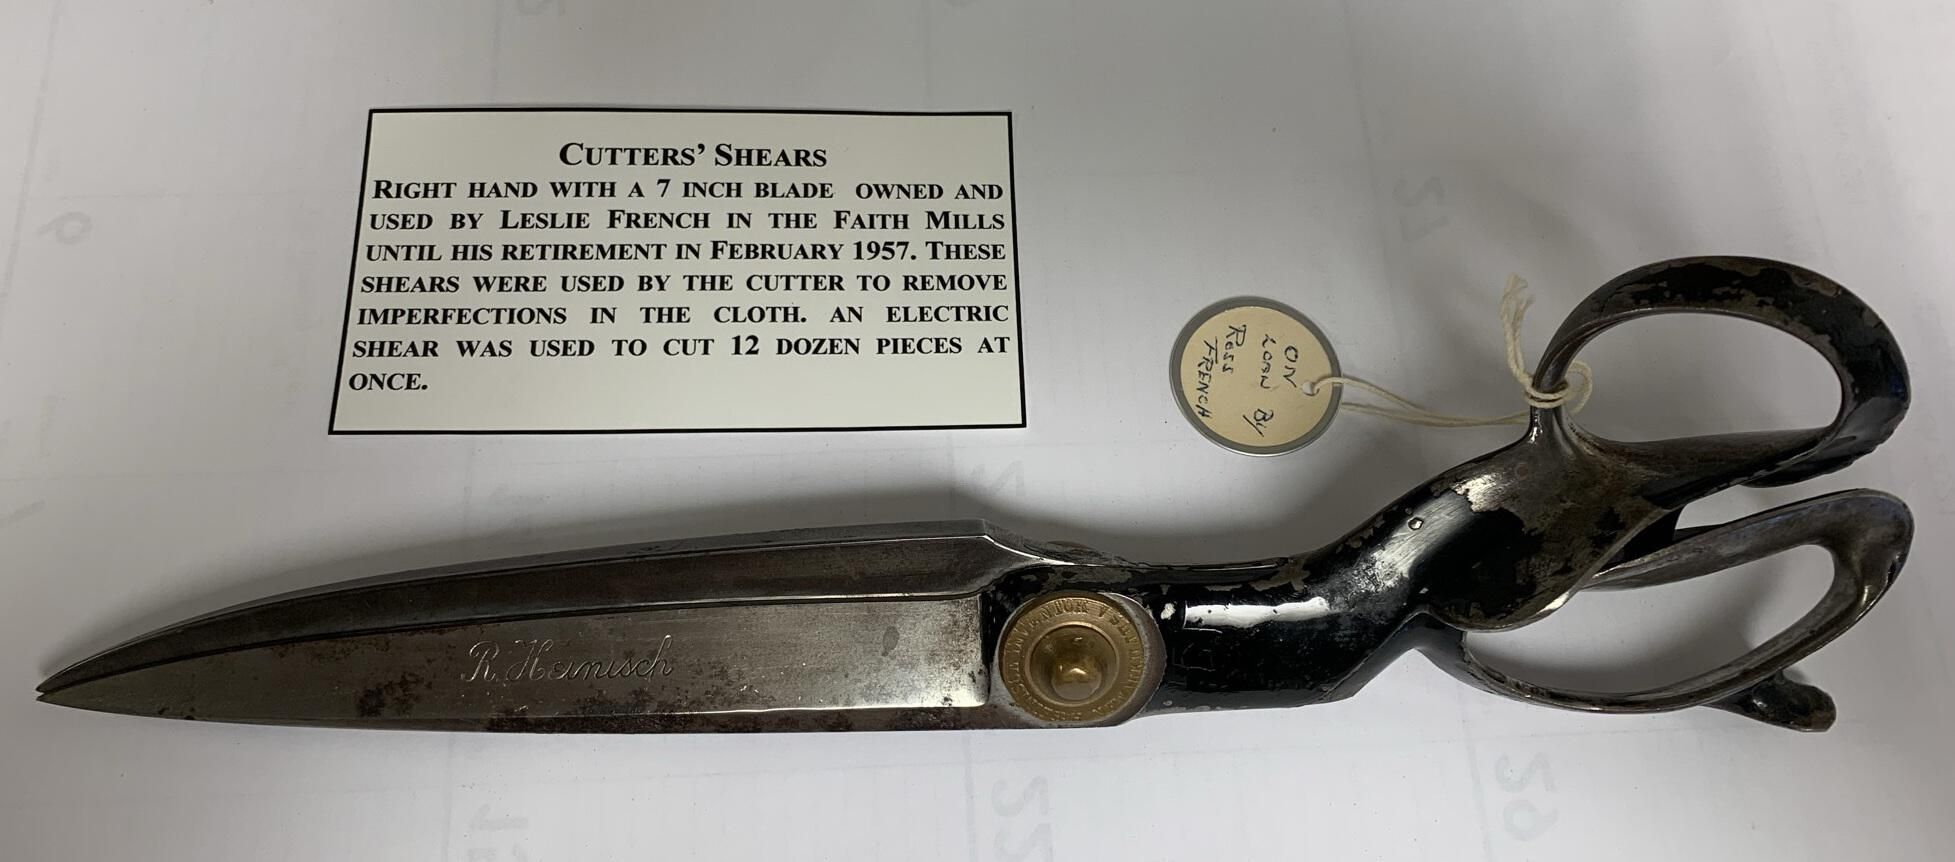 CUTTERS' SHEARS
RIGHT HAND WITH A 7 INCH BLADE OWNED AND
USED BY LESLIE FRENCH IN THE FAITH MILLS
UNTIL HIS RETIREMENT IN FEBRUARY 1957. THESE
SHEARS WERE USED BY THE CUTTER TO REMOVE
IMPERFECTIONS IN THE CLOTH. AN ELECTRIC
SHEAR WAS USED TO CUT 12 DOZEN PIECES AT
ONCE.
ON
LOAN BY
ROSS
FRENCH
R. Heinisch
INVENTOR